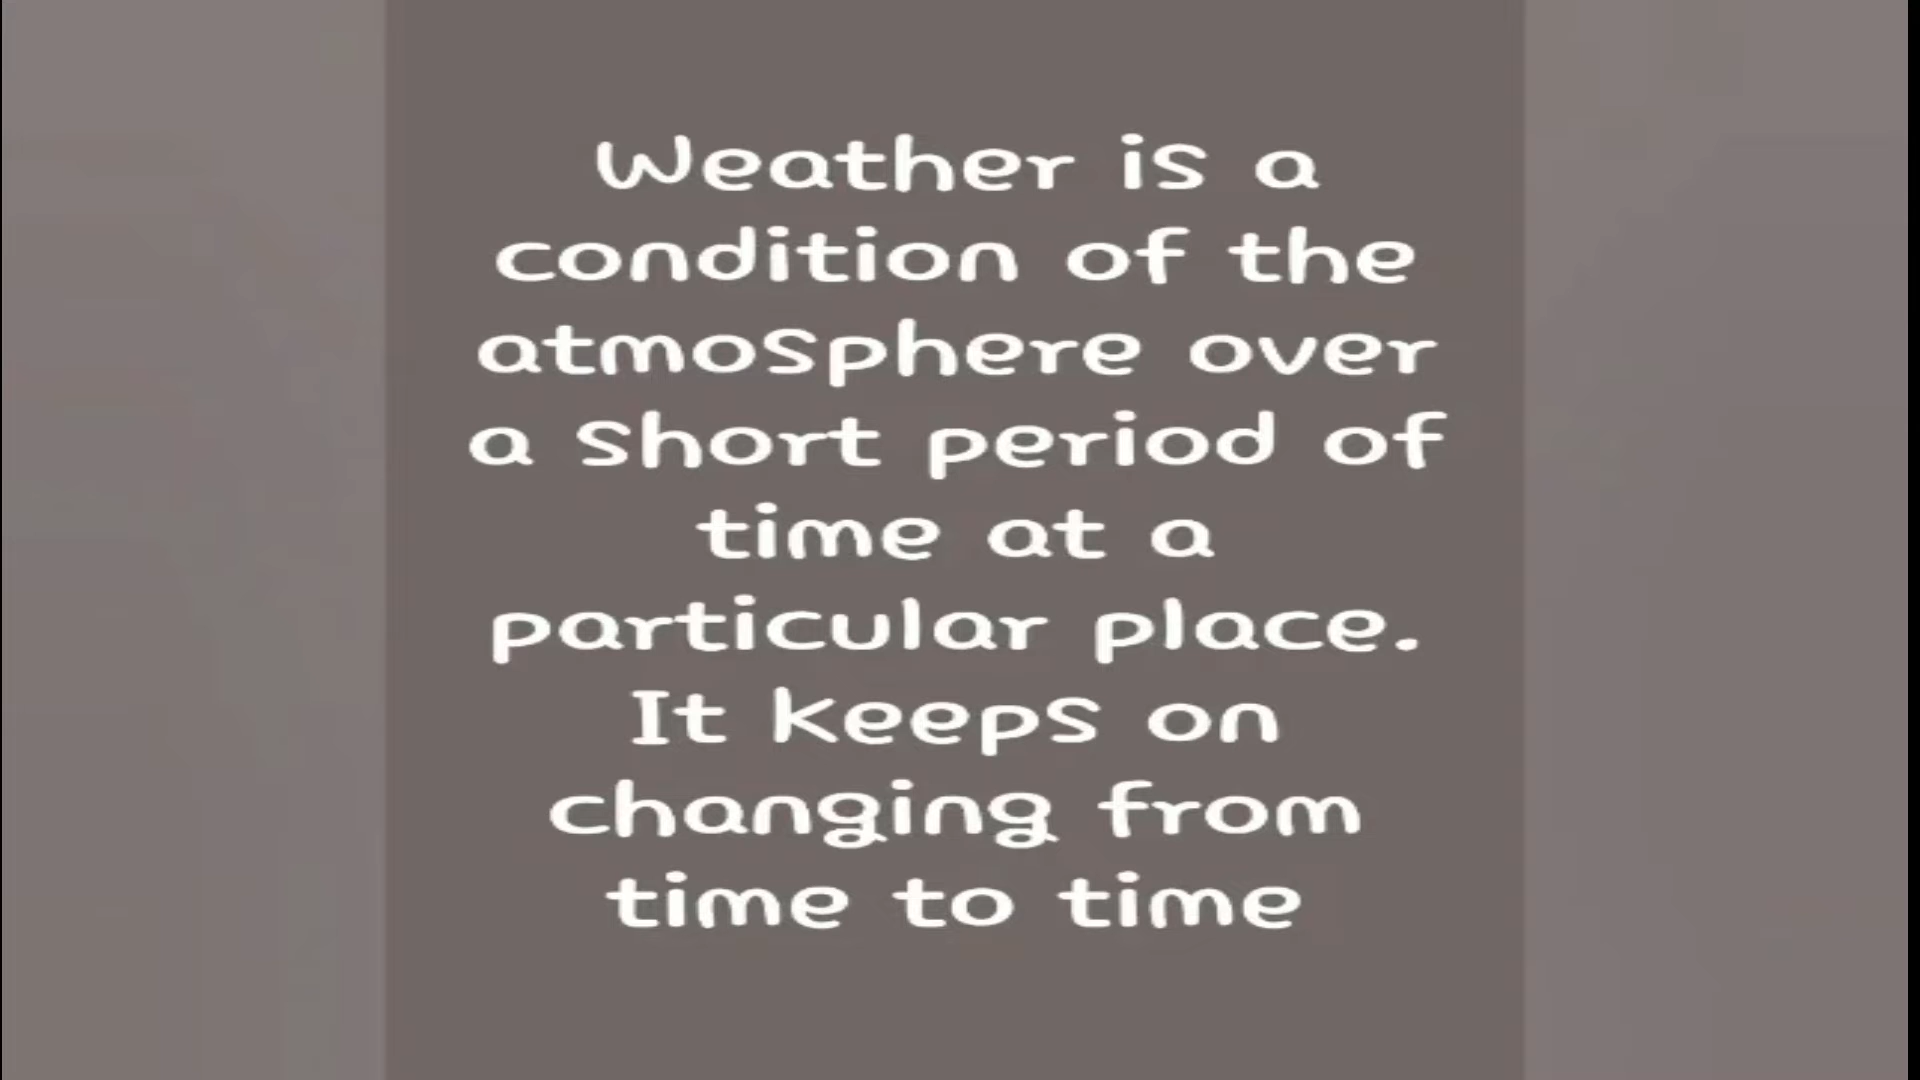 Weather is a
condition of the
atmosphere over
a short period of
time at a
particular place.
It keeps on
changing from
time to time